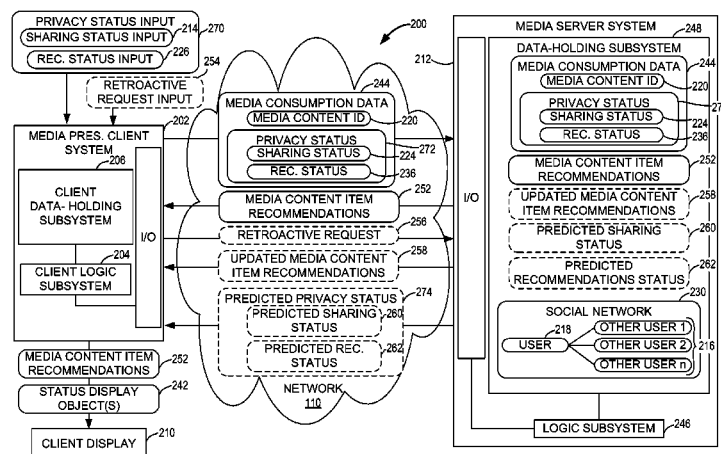 PRIVACY STATUS INPUT
SHARING STATUS INPUT
214
270
REC. STATUS INPUT
226
254
RETROACTIVE
REQUEST INPUT
202
MEDIA PRES. CLIENT
SYSTEM
206
CLIENT
DATA- HOLDING
SUBSYSTEM
I/O
204
CLIENT LOGIC
SUBSYSTEM
MEDIA CONTENT ITEM
RECOMMENDATIONS
252
STATUS DISPLAY
OBJECT(S)
242
CLIENT DISPLAY
210
200
244
MEDIA CONSUMPTION DATA
MEDIA CONTENT ID
220
PRIVACY STATUS
272
SHARING STATUS
224
REC. STATUS
236
MEDIA CONTENT ITEM
RECOMMENDATIONS
252
RETROACTIVE REQUEST
256
UPDATED MEDIA CONTENT
ITEM RECOMMENDATIONS
258
PREDICTED PRIVACY STATUS
274
PREDICTED SHARING
STATUS
260
PREDICTED REC.
STATUS
262
NETWORK
110
212
MEDIA SERVER SYSTEM
248
I/O
DATA-HOLDING SUBSYSTEM
244
MEDIA CONSUMPTION DATA
MEDIA CONTENT ID
220
PRIVACY STATUS
SHARING STATUS
224
REC. STATUS
236
MEDIA CONTENT ITEM
RECOMMENDATIONS
252
UPDATED MEDIA CONTENT
ITEM RECOMMENDATIONS
258
PREDICTED SHARING
STATUS
260
PREDICTED
RECOMMENDATIONS STATUS
262
230
SOCIAL NETWORK
218
USER
OTHER USER 1
OTHER USER 2
OTHER USER n
216
LOGIC SUBSYSTEM
246